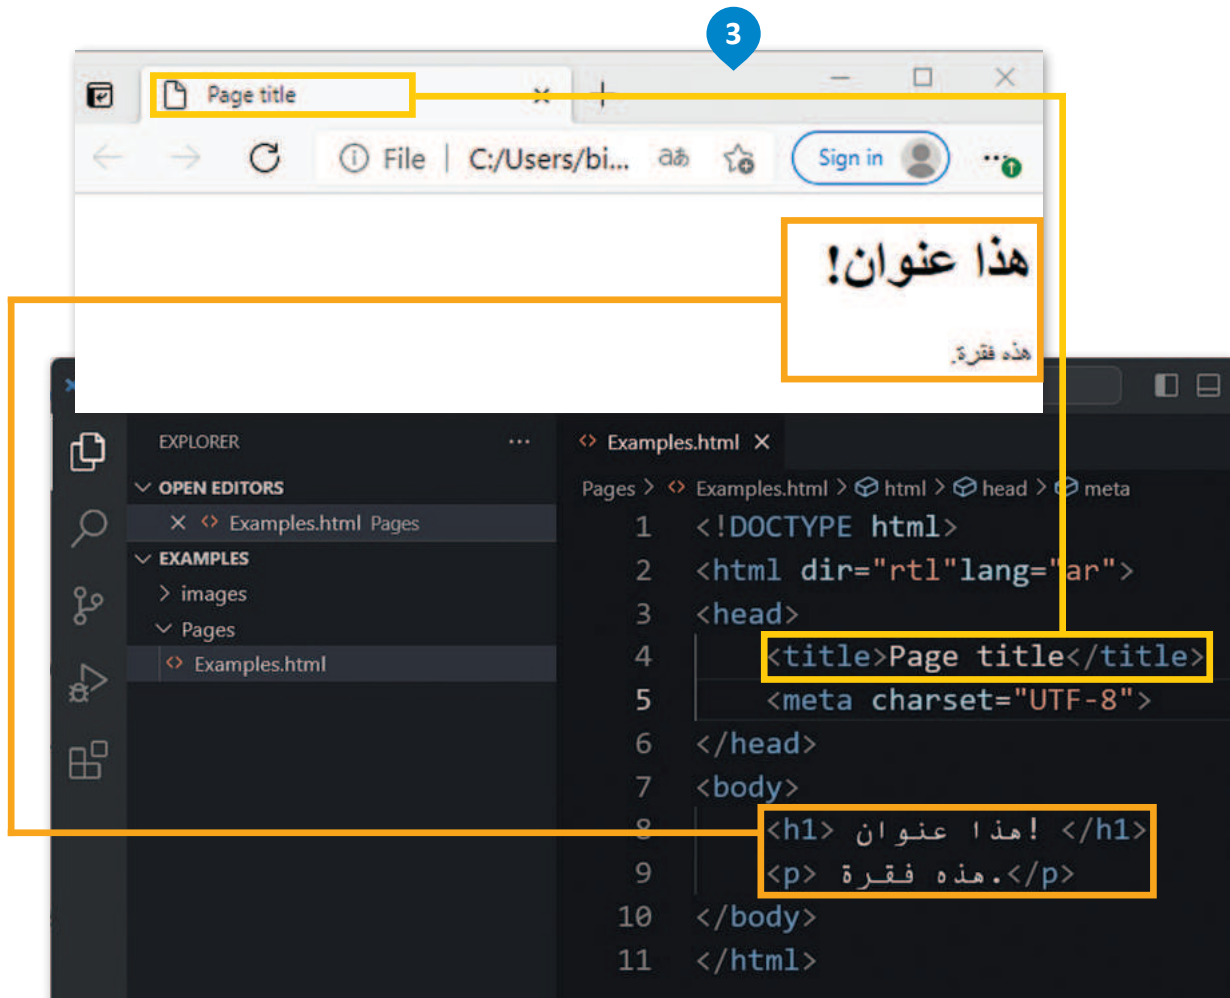 3
Page title
File | C:/Users/bi... aあ Sign in
هذا عنوان!
هذه فقرة.
EXPLORER
OPEN EDITORS
Examples.html Pages
EXAMPLES
images
Pages
Examples.html
Examples.html
Pages > Examples.html > html > head > meta
1 <!DOCTYPE html>
2 <html dir="rtl"lang="ar">
3 <head>
4 <title>Page title</title>
5 <meta charset="UTF-8">
6 </head>
7 <body>
8 <h1> هذا عنوان! </h1>
9 <p> هذه فقرة.</p>
10 </body>
11 </html>